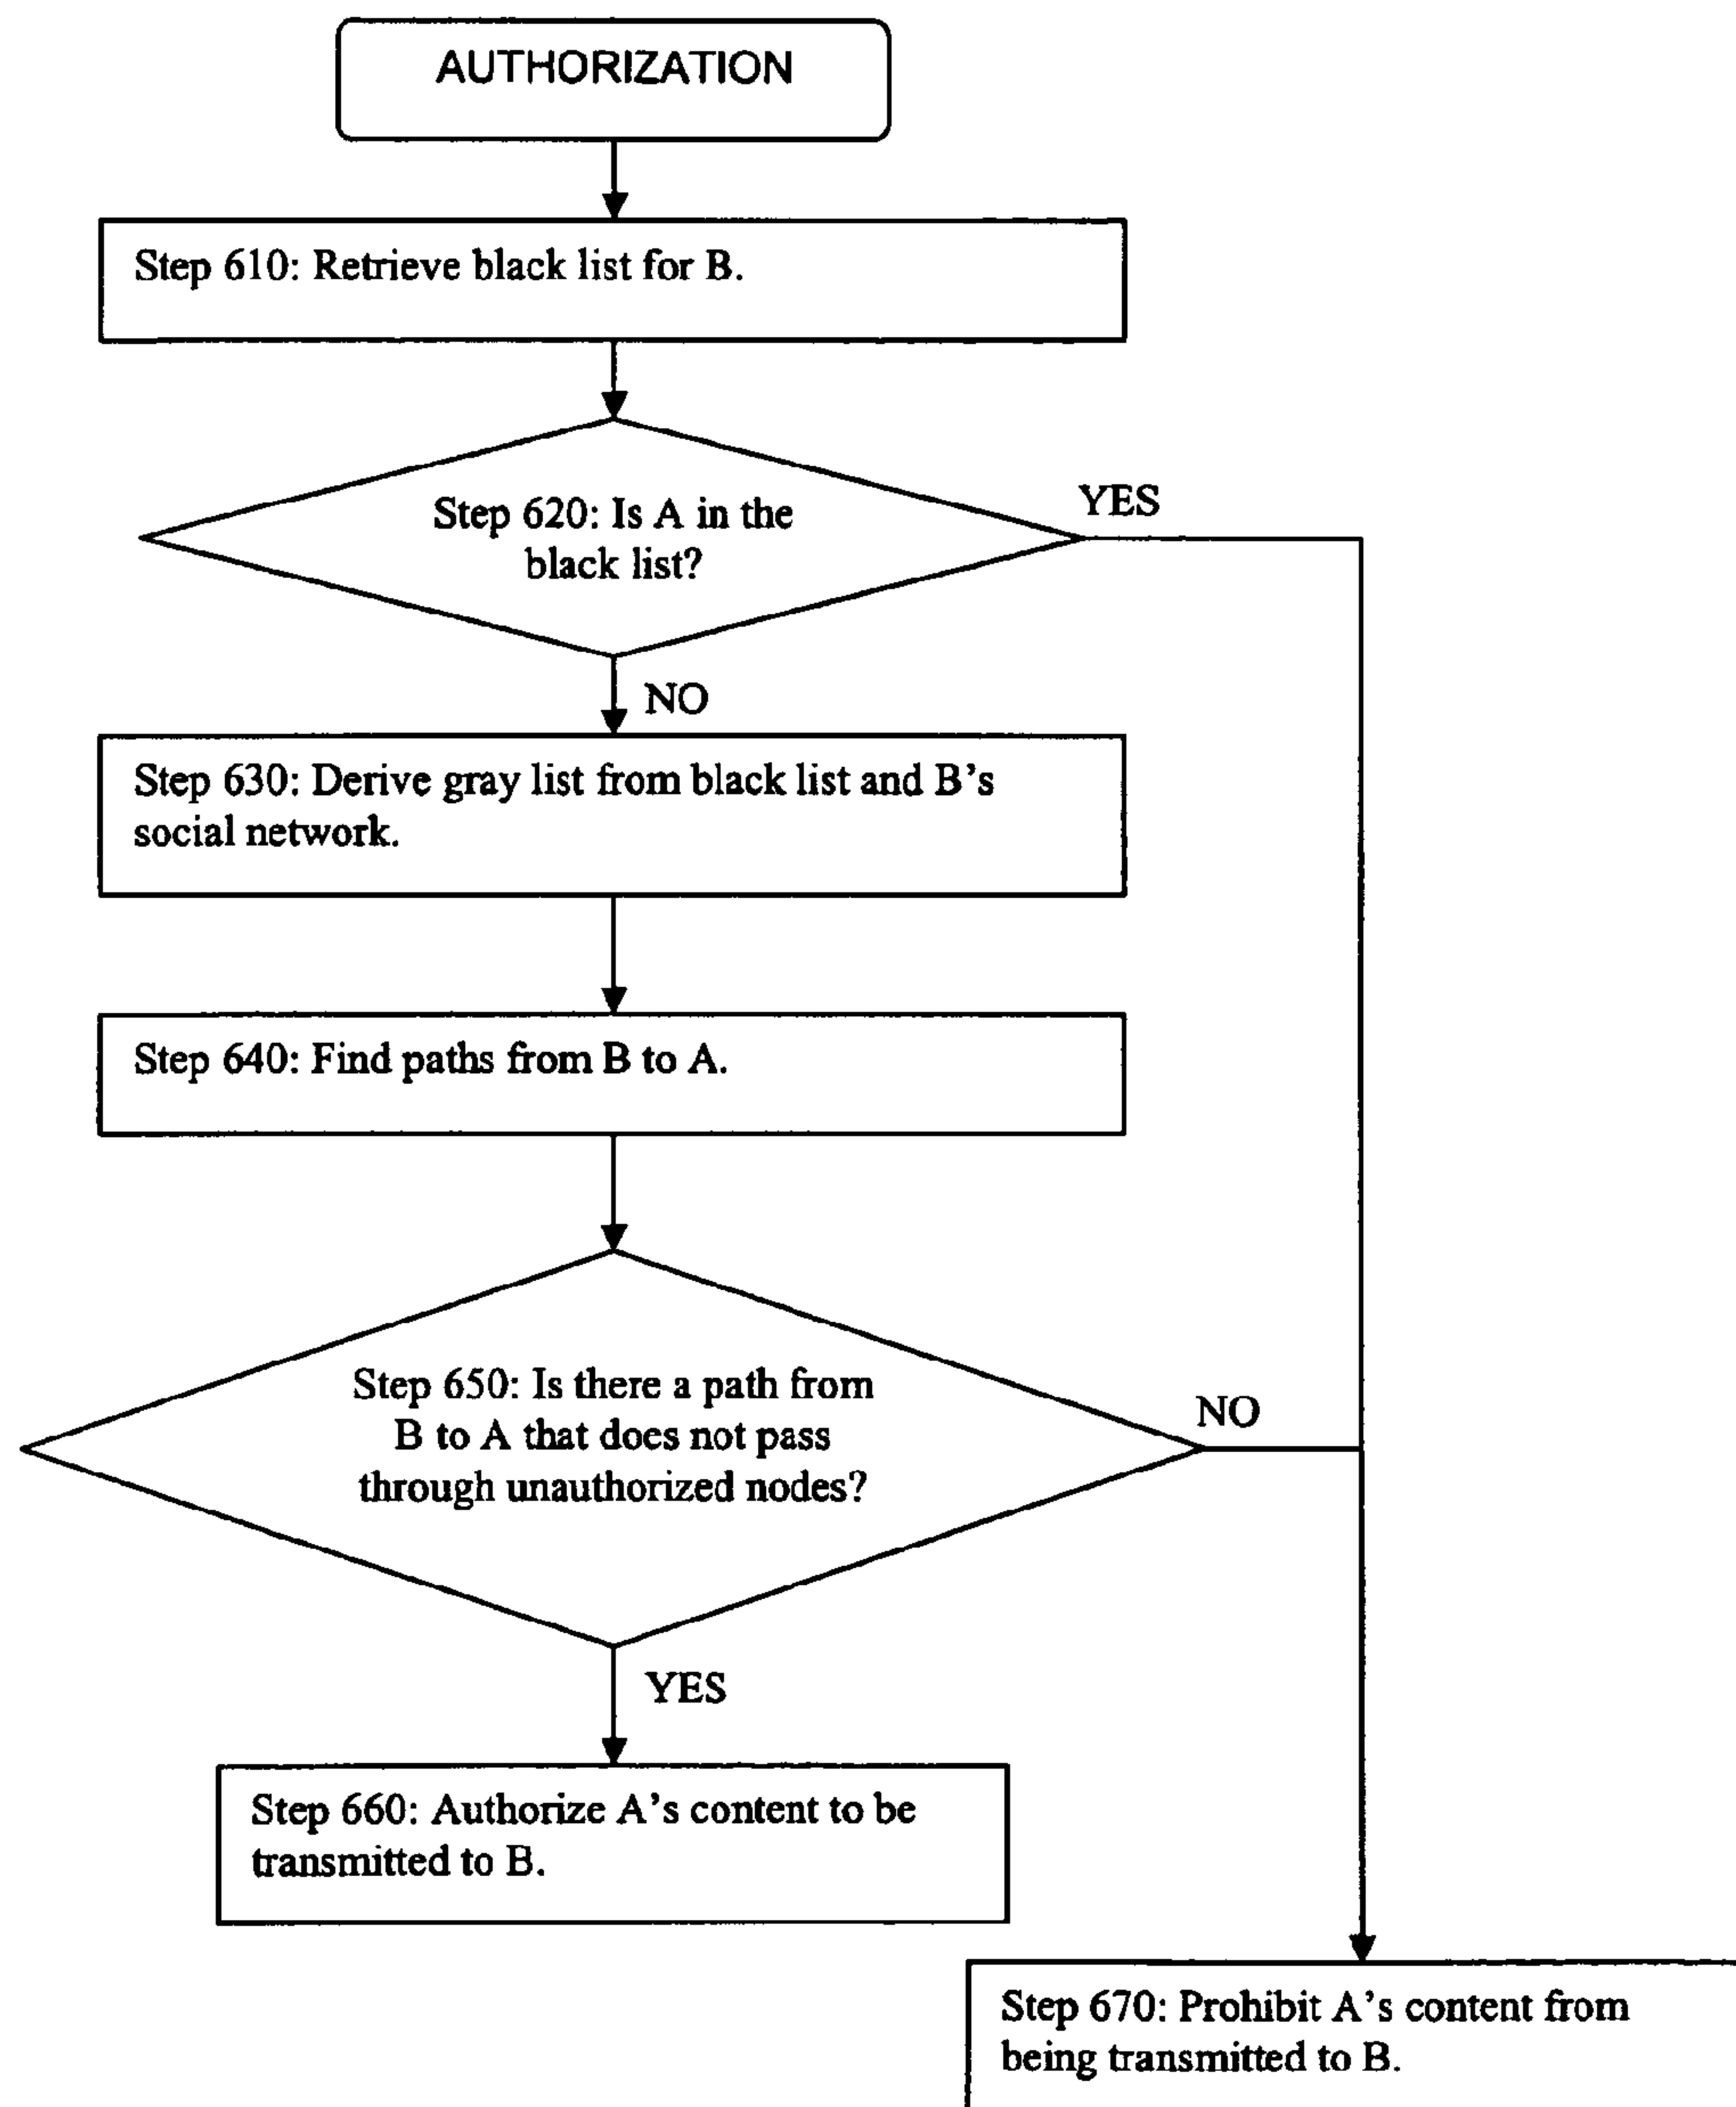 AUTHORIZATION
Step 610: Retrieve black list for B.
Step 620: Is A in the
black list?
YES
NO
Step 630: Derive gray list from black list and B's
social network.
Step 640: Find paths from B to A.
Step 650: Is there a path from
B to A that does not pass
through unauthorized nodes?
NO
YES
Step 660: Authorize A's content to be
transmitted to B.
Step 670: Prohibit A's content from
being transmitted to B.